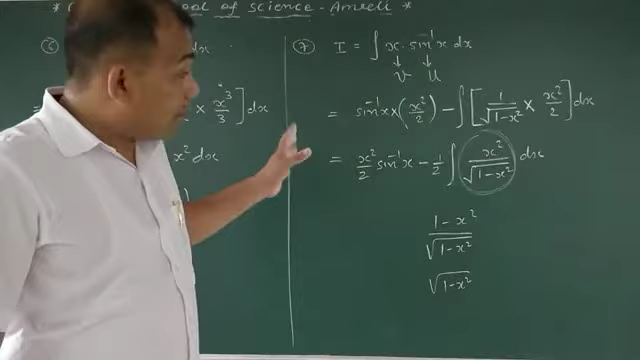 ool of science - Amreli *
⑥ dx
× x³/3 ] dx
x² dx
)
⑦ I = ∫ x · sin⁻¹x dx
↓ ↓
v u
= sin⁻¹x × (x²/2) − ∫ [ 1/√(1−x²) × x²/2 ] dx
= x²/2 sin⁻¹x − 1/2 ∫ x²/√(1−x²) dx
1 − x²/√(1−x²)
√(1−x²)